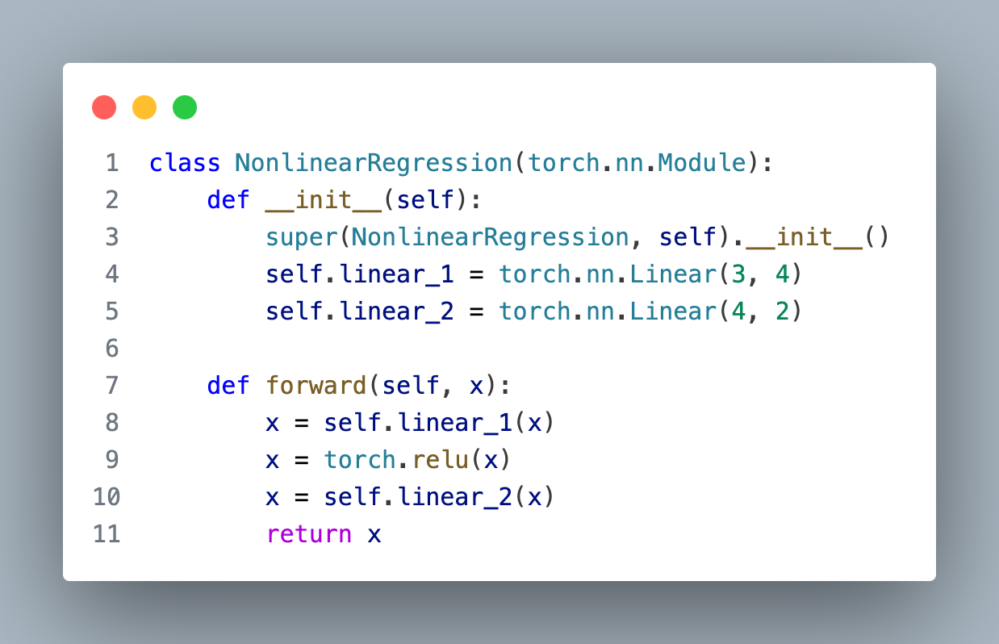 1 class NonlinearRegression(torch.nn.Module):
2     def __init__(self):
3         super(NonlinearRegression, self).__init__()
4         self.linear_1 = torch.nn.Linear(3, 4)
5         self.linear_2 = torch.nn.Linear(4, 2)
6
7     def forward(self, x):
8         x = self.linear_1(x)
9         x = torch.relu(x)
10         x = self.linear_2(x)
11         return x